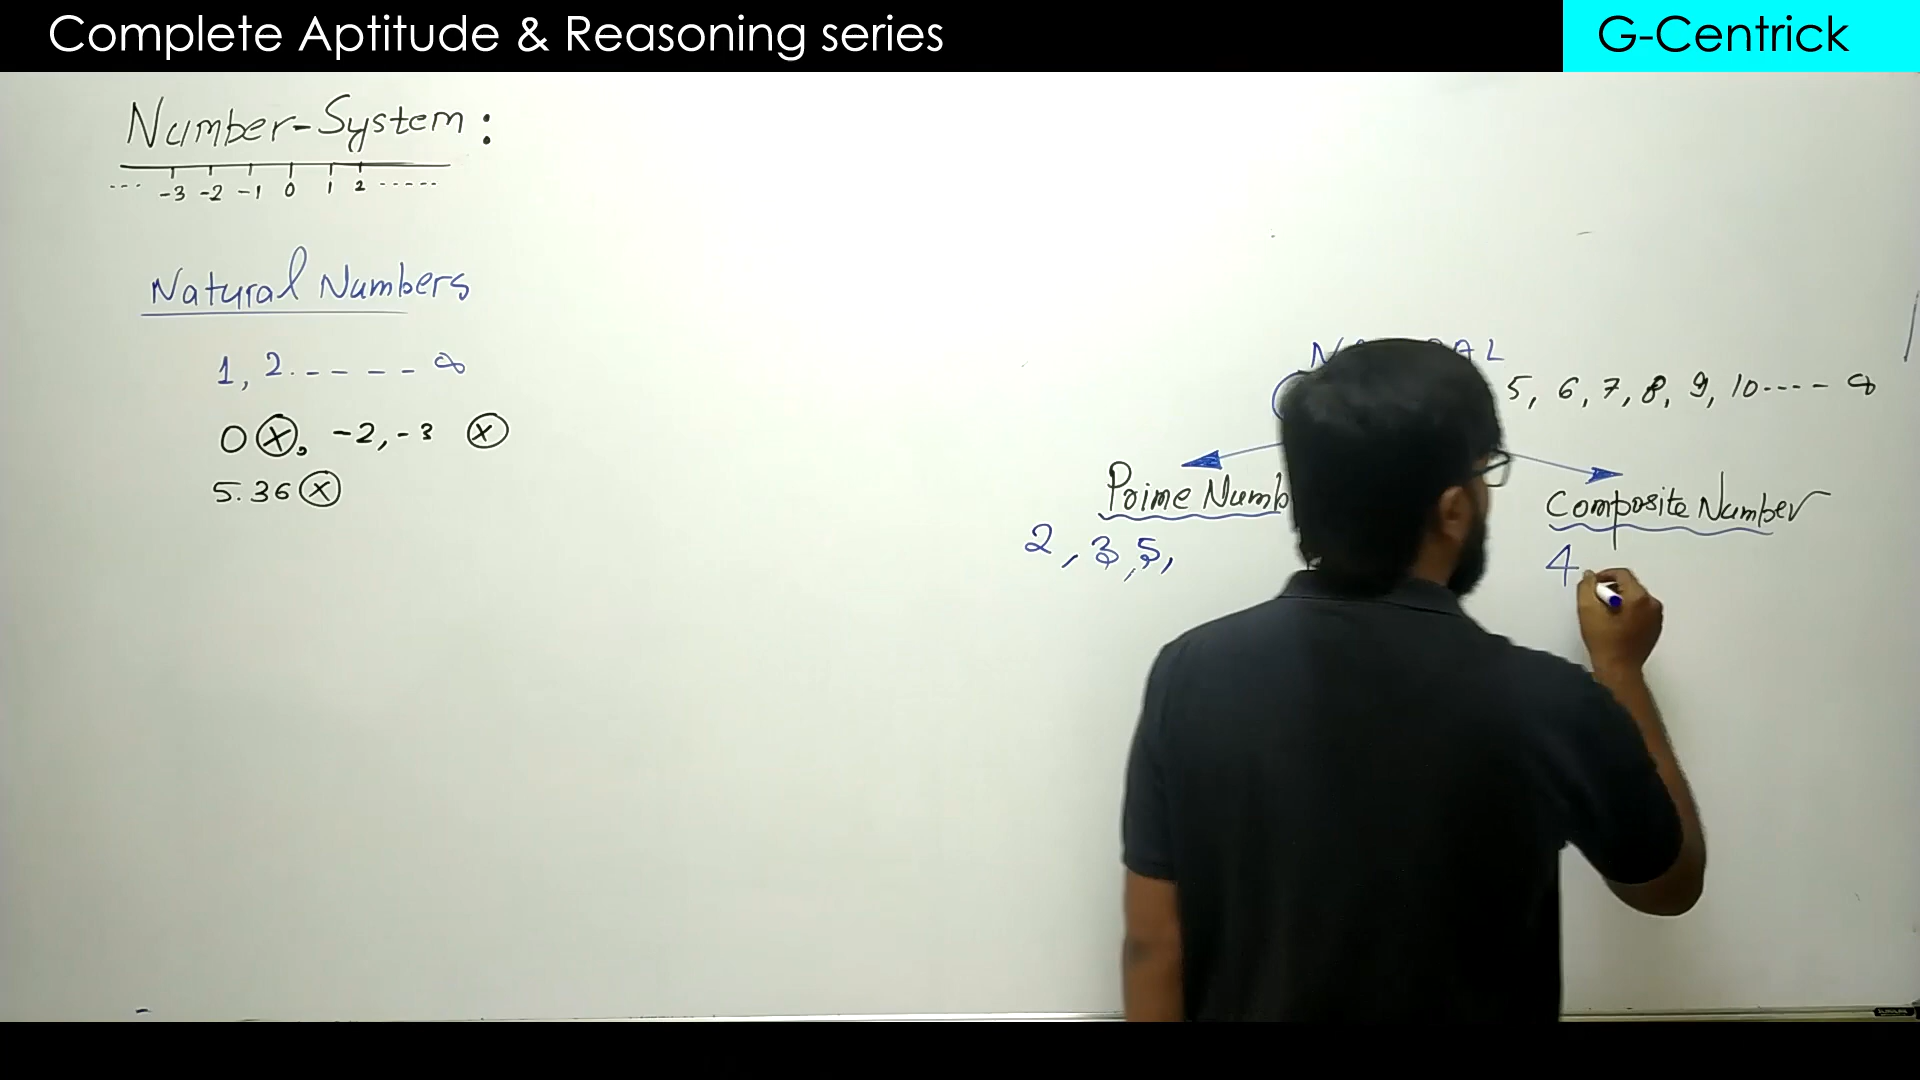 Complete Aptitude & Reasoning series
G-Centrick
Number-System:
--- -3 -2 -1 0 1 2 -----
Natural Numbers
1, 2 . - - - - ∞
0 ⓧ, -2, -3 ⓧ
5.36 ⓧ
5, 6, 7, 8, 9, 10 ---- ∞
Prime Numb
2, 3, 5,
Composite Number
4